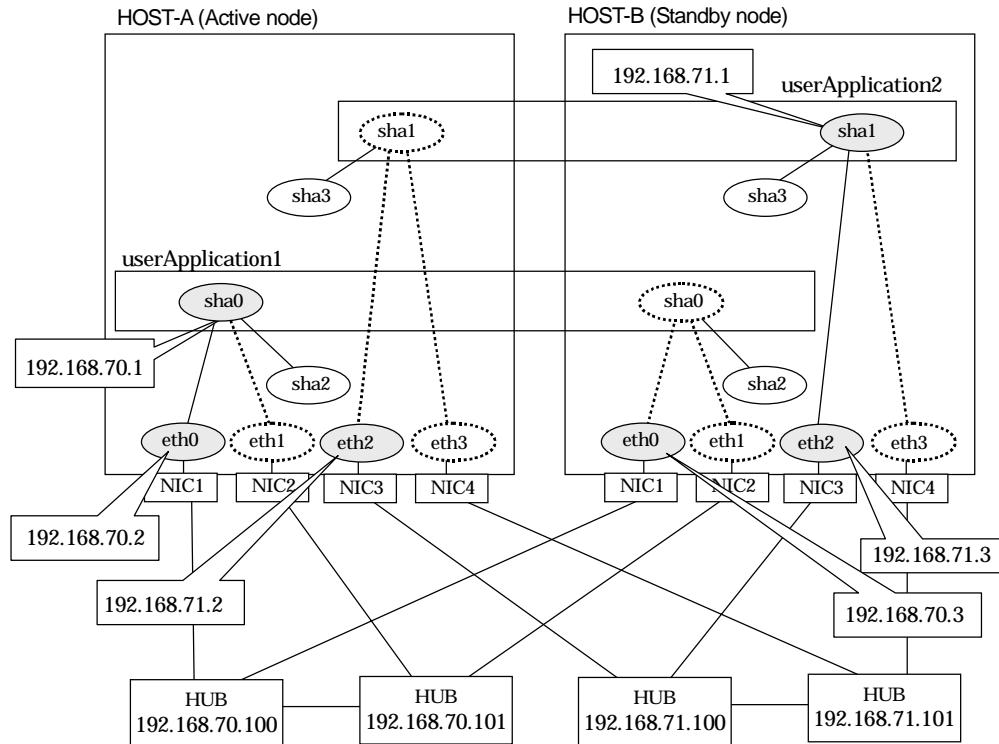 HOST-A (Active node)
HOST-B (Standby node)
192.168.71.1
userApplication2
sha1
sha1
sha3
sha3
userApplication1
sha0
sha0
192.168.70.1
sha2
sha2
eth0
eth1
eth2
eth3
eth0
eth1
eth2
eth3
NIC1
NIC2
NIC3
NIC4
NIC1
NIC2
NIC3
NIC4
192.168.70.2
192.168.71.3
192.168.71.2
192.168.70.3
HUB
192.168.70.100
HUB
192.168.70.101
HUB
192.168.71.100
HUB
192.168.71.101